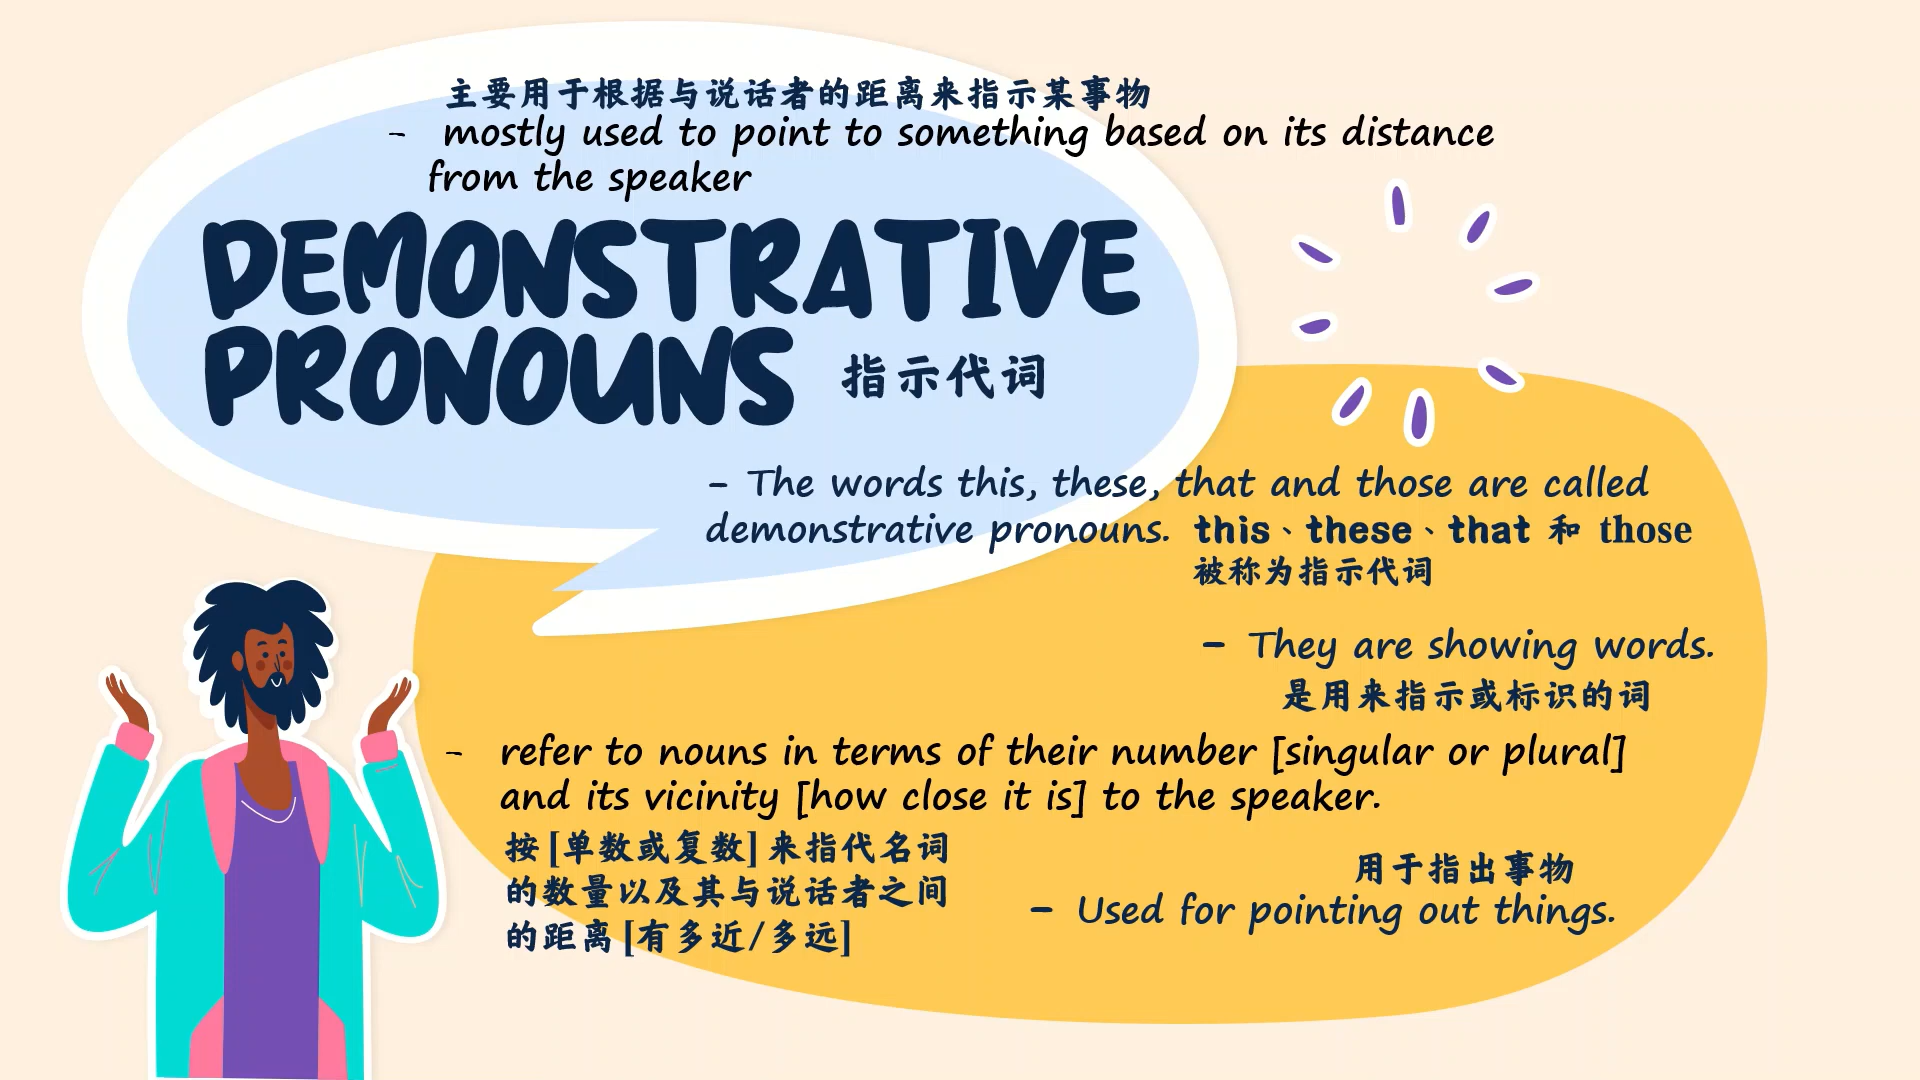 主要用于根据与说话者的距离来指示某事物
- mostly used to point to something based on its distance
from the speaker
DEMONSTRATIVE
PRONOUNS 指示代词
- The words this, these, that and those are called
demonstrative pronouns. this、these、that 和 those
被称为指示代词
- They are showing words.
是用来指示或标识的词
- refer to nouns in terms of their number [singular or plural]
and its vicinity [how close it is] to the speaker.
按[单数或复数]来指代名词
的数量以及其与说话者之间
的距离[有多近/多远]
用于指出事物
- Used for pointing out things.